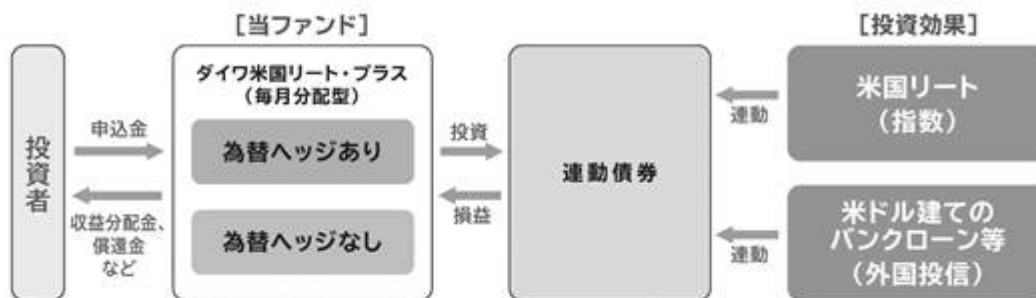 [当ファンド]
[投資効果]
投資者
申込金
収益分配金、
償還金
など
ダイワ米国リート・プラス
(毎月分配型)
為替ヘッジあり
為替ヘッジなし
投資
損益
連動債券
連動
連動
米国リート
(指数)
米ドル建ての
バンクローン等
(外国投信)